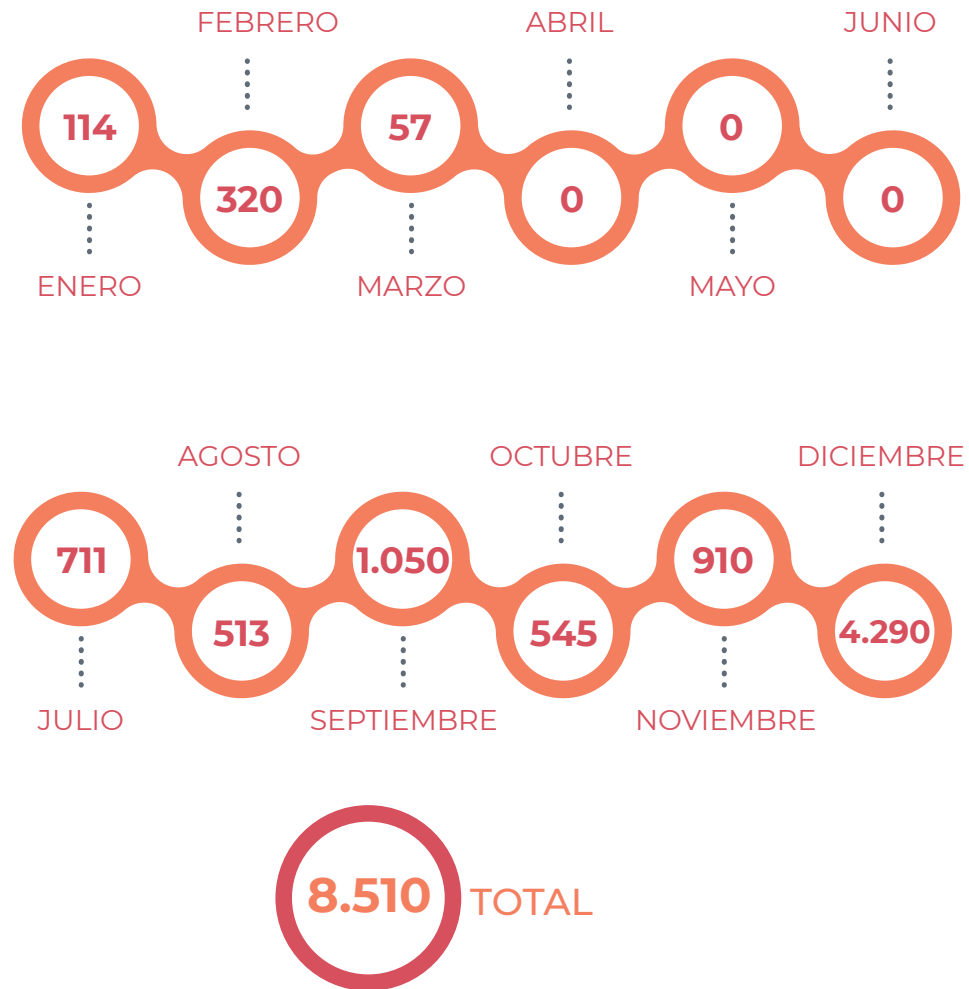 FEBRERO ABRIL JUNIO
114 57 0
320 0 0
ENERO MARZO MAYO
AGOSTO OCTUBRE DICIEMBRE
711 1.050 910
513 545 4.290
JULIO SEPTIEMBRE NOVIEMBRE
8.510 TOTAL